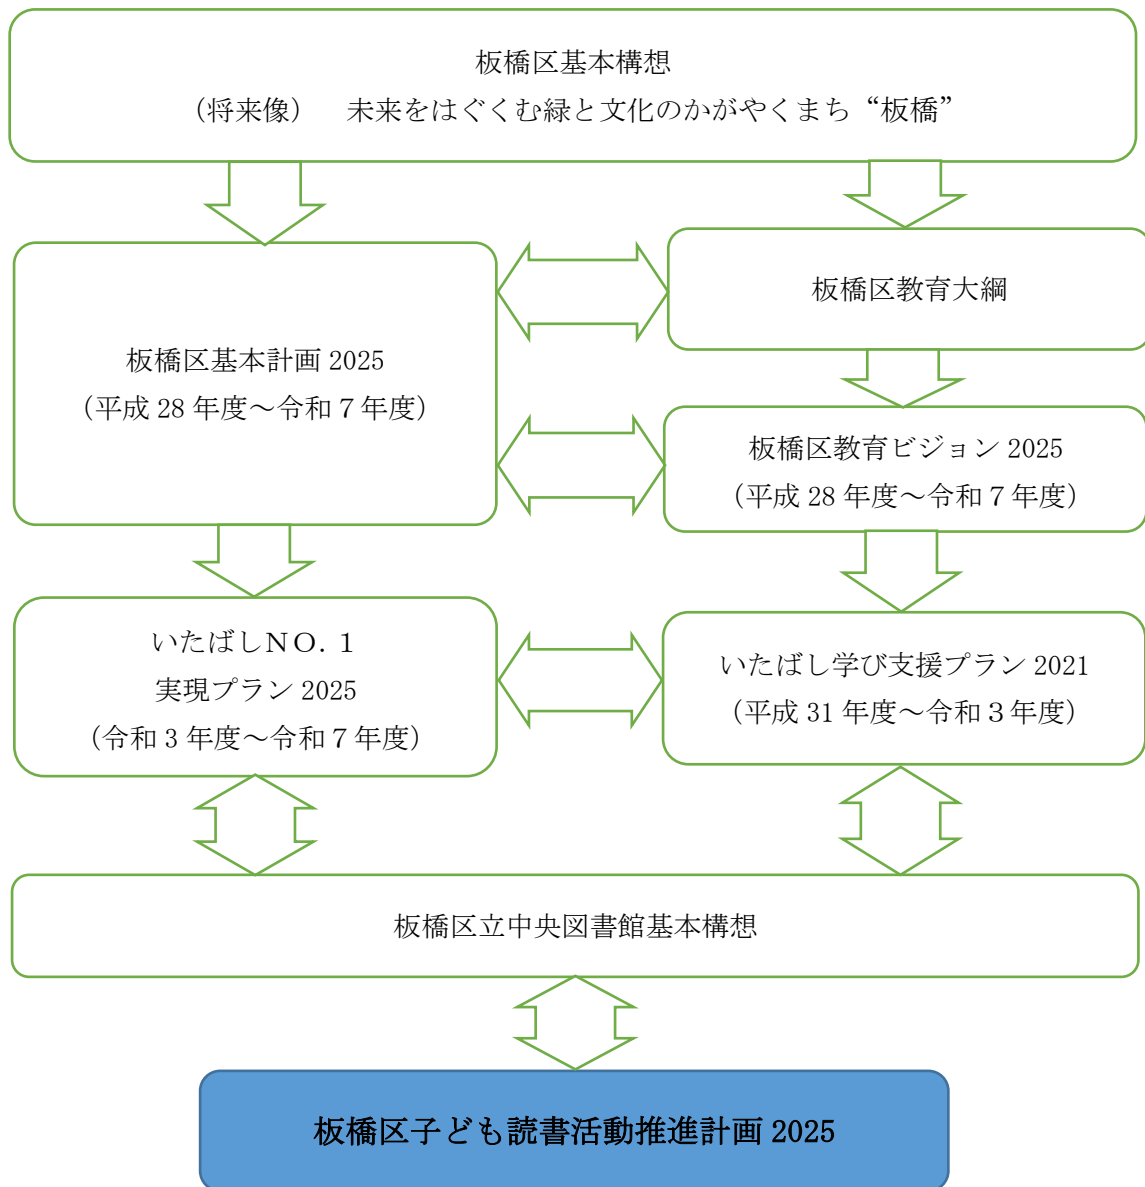 板橋区基本構想
（将来像）　未来をはぐくむ緑と文化のかがやくまち“板橋”
板橋区教育大綱
板橋区基本計画 2025
（平成 28 年度～令和 7 年度）
板橋区教育ビジョン 2025
（平成 28 年度～令和７年度）
いたばしＮＯ．１
実現プラン 2025
（令和 3 年度～令和 7 年度）
いたばし学び支援プラン 2021
（平成 31 年度～令和３年度）
板橋区立中央図書館基本構想
板橋区子ども読書活動推進計画 2025